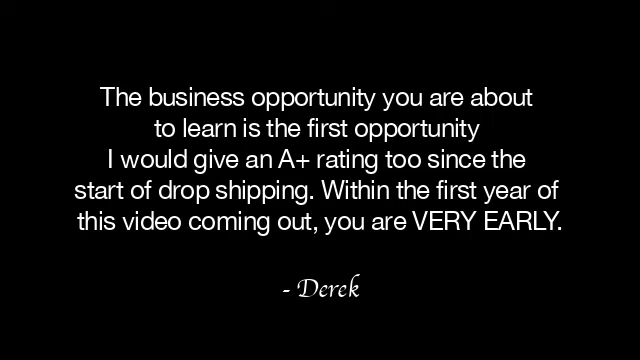 The business opportunity you are about
to learn is the first opportunity
I would give an A+ rating too since the
start of drop shipping. Within the first year of
this video coming out, you are VERY EARLY.
- Derek